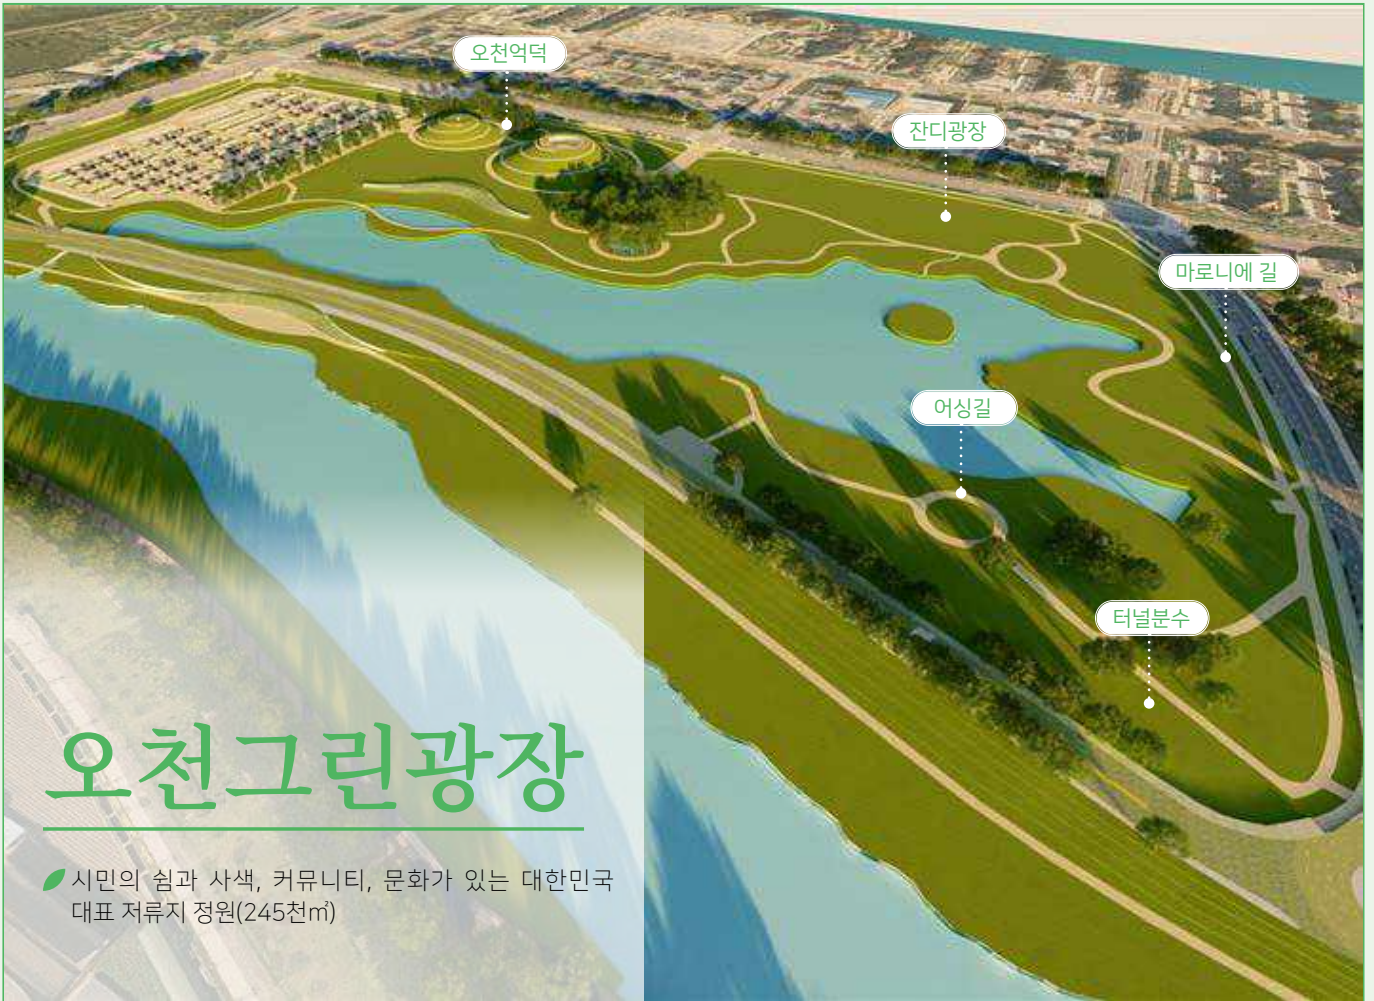 오천억덕
잔디광장
마로니에 길
어싱길
터널분수
오천그린광장
시민의 쉼과 사색, 커뮤니티, 문화가 있는 대한민국
대표 저류지 정원(245천㎡)